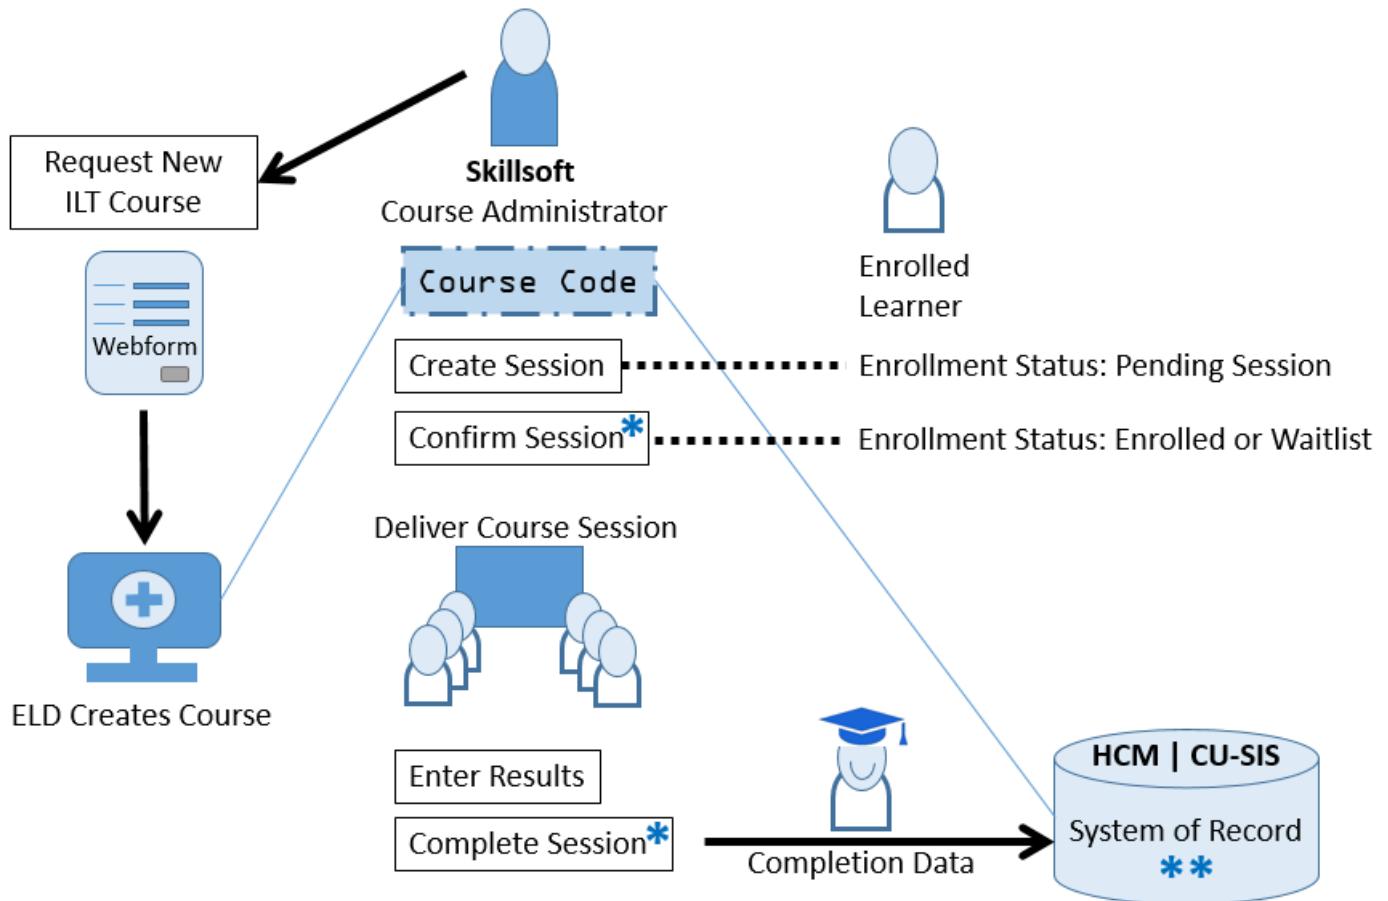 Request New
ILT Course
Skillsoft
Course Administrator
Webform
Course Code
Enrolled
Learner
Create Session
Enrollment Status: Pending Session
Confirm Session*
Enrollment Status: Enrolled or Waitlist
Deliver Course Session
ELD Creates Course
Enter Results
Complete Session*
Completion Data
HCM | CU-SIS
System of Record
**